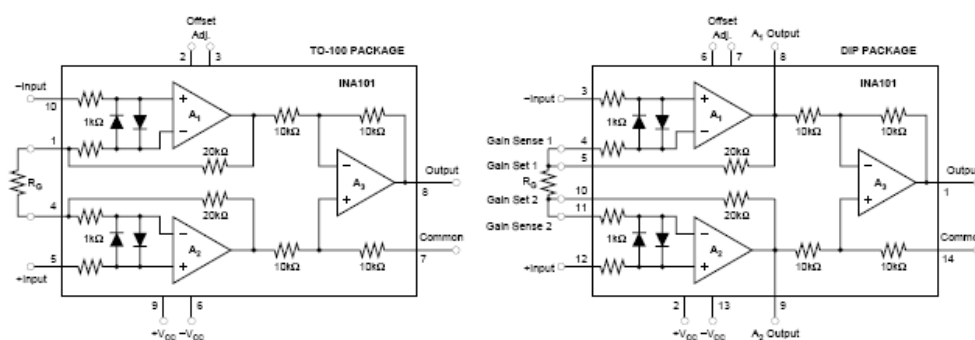 Offset
Adj.
2
3
TO-100 PACKAGE
INA101
–Input
10
1kΩ
A1
10kΩ
10kΩ
1
20kΩ
RG
A3
Output
8
4
20kΩ
1kΩ
A2
10kΩ
10kΩ
Common
7
5
+Input
9
6
+VCC –VCC
Offset
Adj.
A1 Output
6
7
8
DIP PACKAGE
INA101
–Input
3
1kΩ
A1
10kΩ
10kΩ
Gain Sense 1
4
Gain Set 1
5
20kΩ
RG
A3
Output
1
Gain Set 2
10
20kΩ
Gain Sense 2
11
1kΩ
A2
10kΩ
10kΩ
Common
14
+Input
12
2
13
9
+VCC –VCC
A2 Output